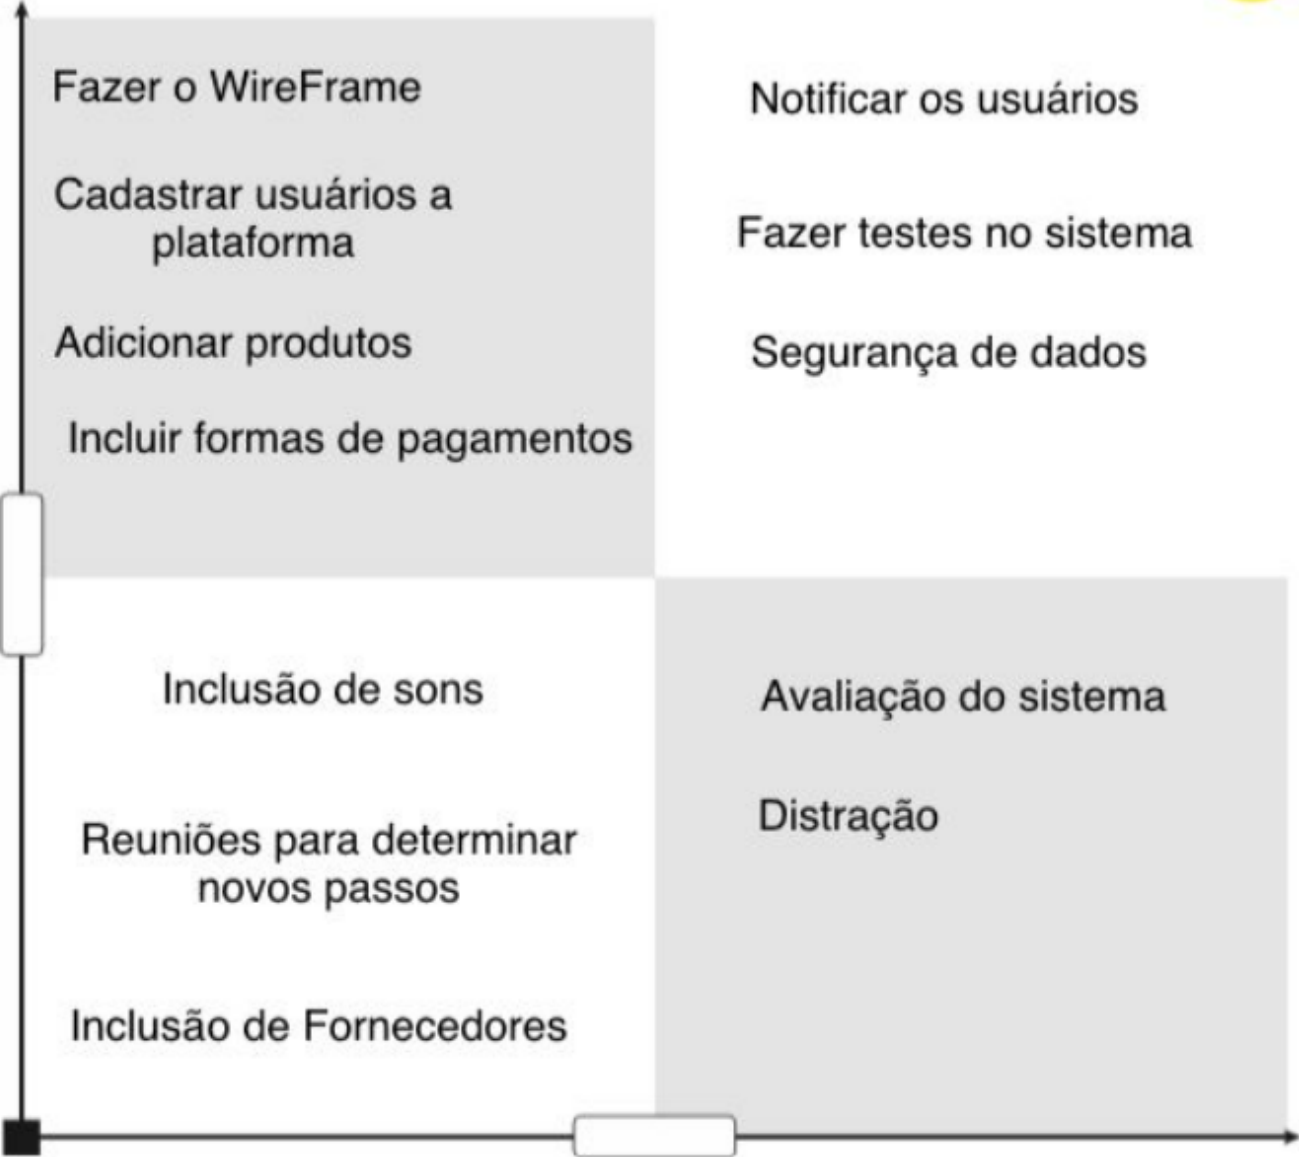 Fazer o WireFrame
Cadastrar usuários a
plataforma
Adicionar produtos
Incluir formas de pagamentos
Notificar os usuários
Fazer testes no sistema
Segurança de dados
Inclusão de sons
Reuniões para determinar
novos passos
Inclusão de Fornecedores
Avaliação do sistema
Distração